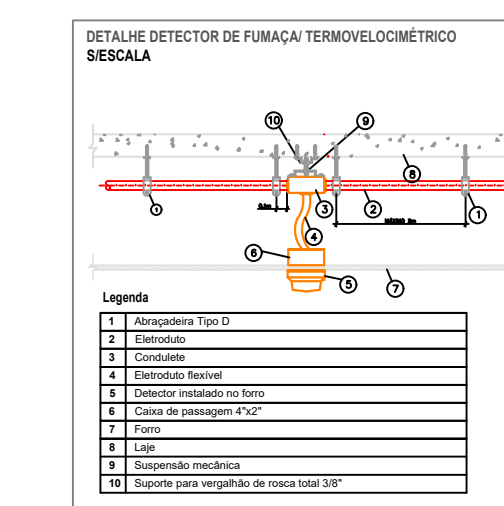 DETALHE DETECTOR DE FUMAÇA/ TERMOVELOCIMÉTRICO
S/ESCALA
10
9
8
1
3
2
1
4
6
5
7
Legenda
1 Abraçadeira Tipo D
2 Eletroduto
3 Condulete
4 Eletroduto flexível
5 Detector instalado no forro
6 Caixa de passagem 4"x2"
7 Forro
8 Laje
9 Suspensão mecânica
10 Suporte para vergalhão de rosca total 3/8"